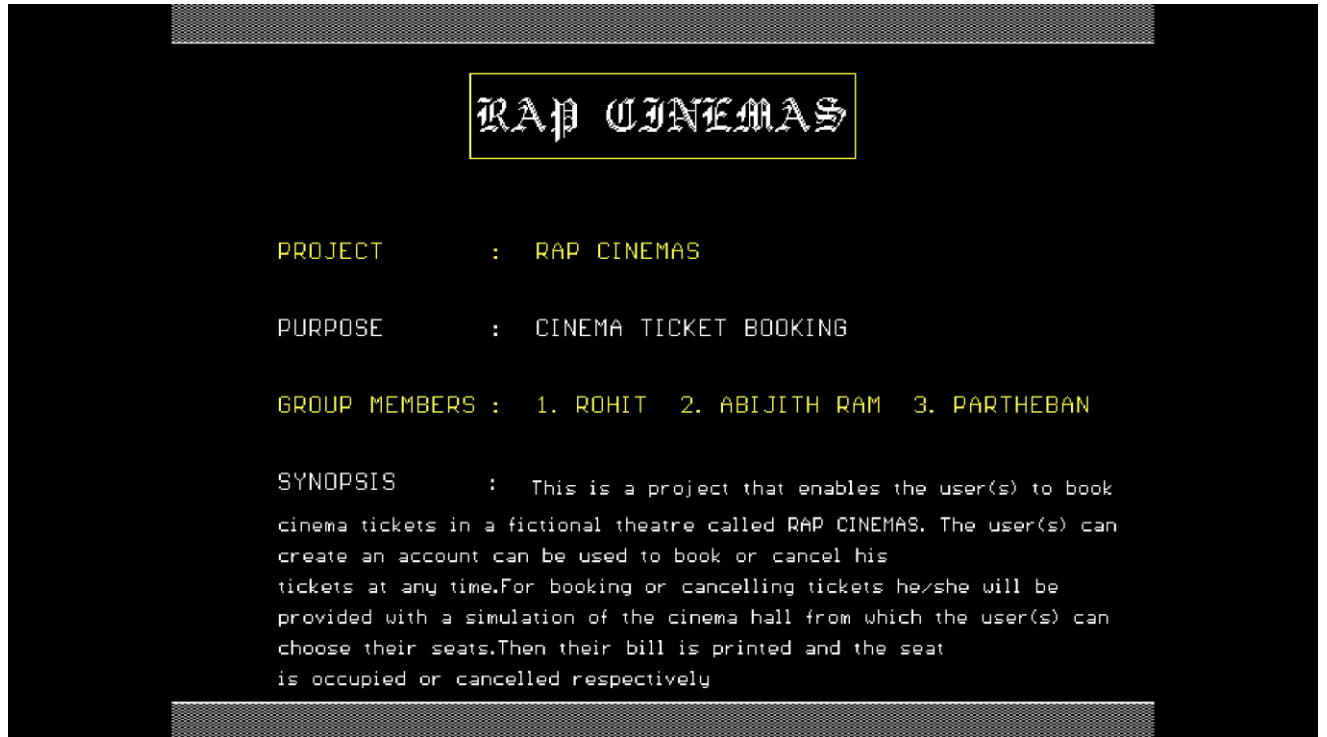 RAP CINEMAS
PROJECT : RAP CINEMAS
PURPOSE : CINEMA TICKET BOOKING
GROUP MEMBERS : 1. ROHIT 2. ABIJITH RAM 3. PARTHEBAN
SYNOPSIS : This is a project that enables the user(s) to book
cinema tickets in a fictional theatre called RAP CINEMAS. The user(s) can
create an account can be used to book or cancel his
tickets at any time.For booking or cancelling tickets he/she will be
provided with a simulation of the cinema hall from which the user(s) can
choose their seats.Then their bill is printed and the seat
is occupied or cancelled respectively